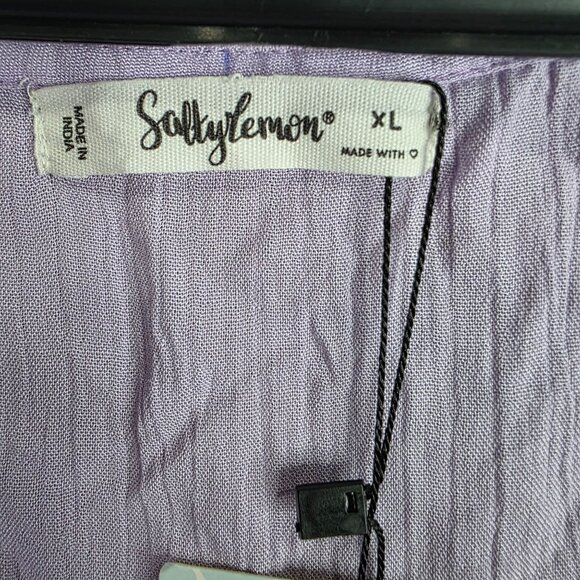 MADE IN
INDIA
Saltylemon® XL
MADE WITH ♡